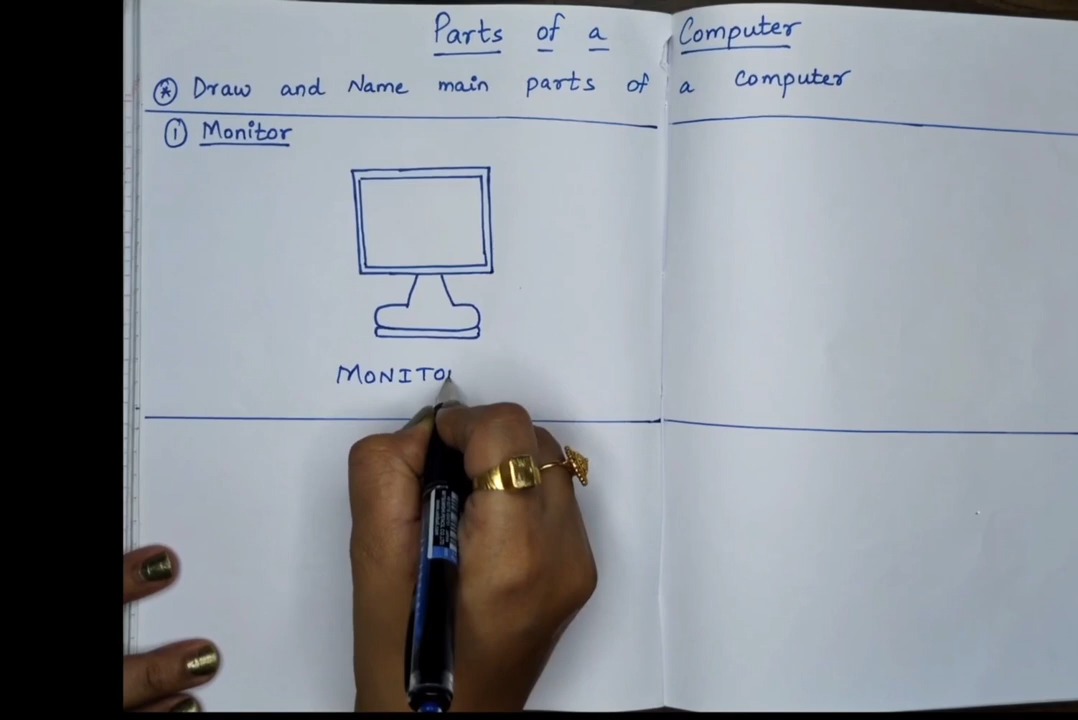 Parts of a Computer
* Draw and Name main parts of a computer
1 Monitor
MONITO